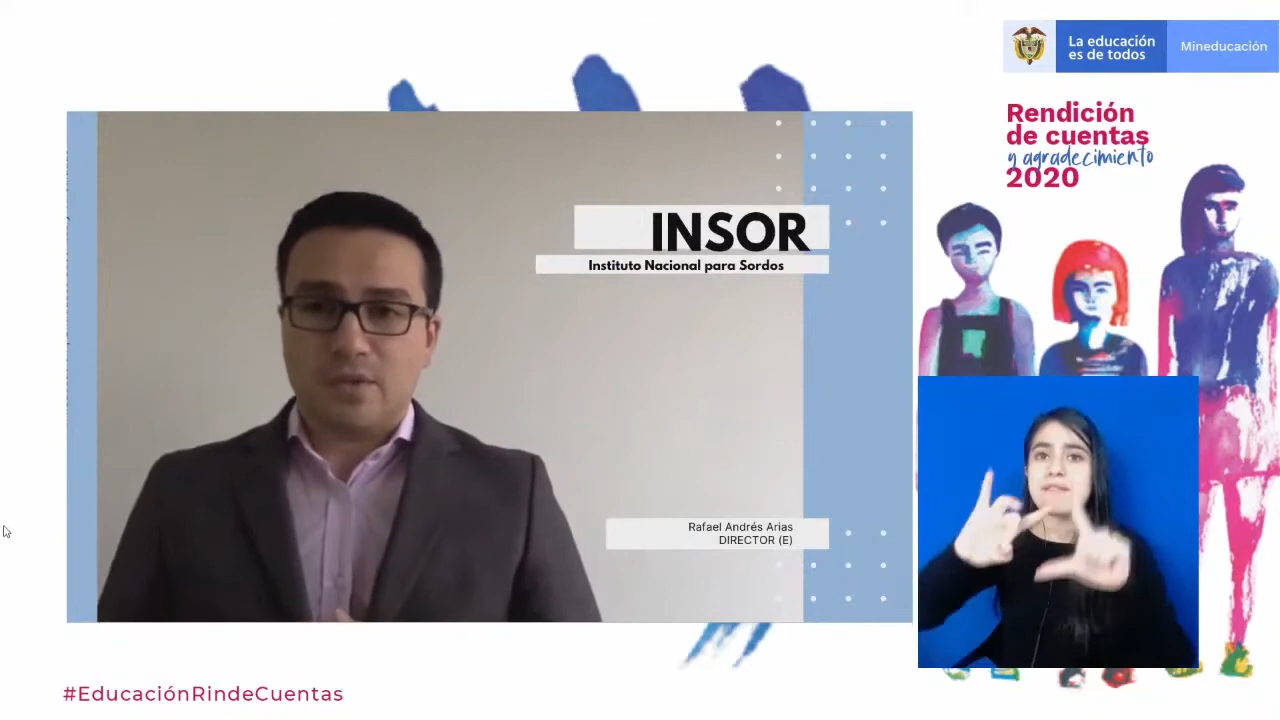 La educación
es de todos
Mineducación
Rendición
de cuentas
y agradecimiento
2020
INSOR
Instituto Nacional para Sordos
Rafael Andrés Arias
DIRECTOR (E)
#EducaciónRindeCuentas